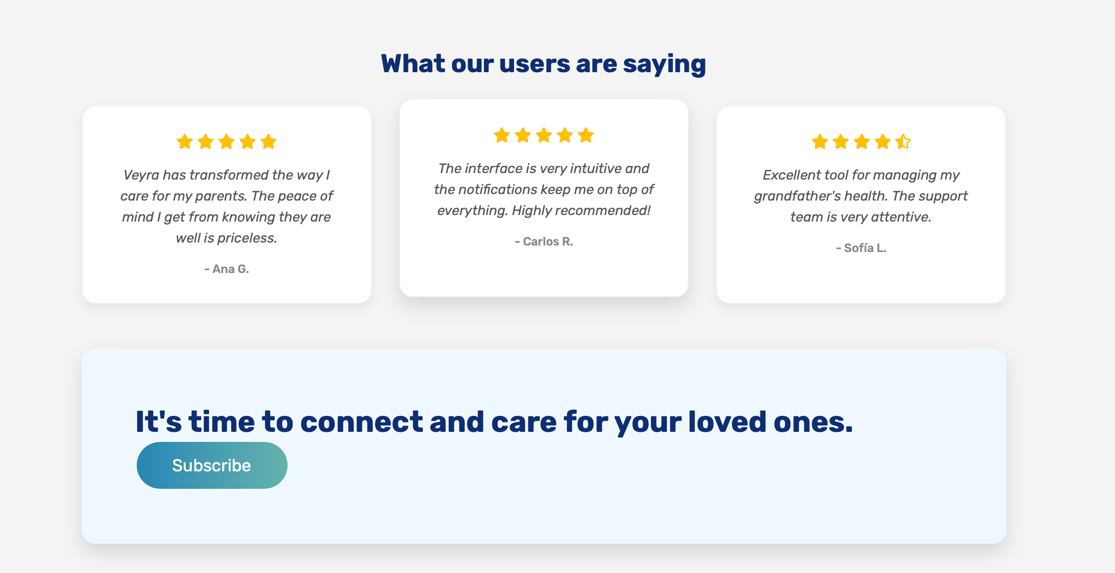 What our users are saying
Veyra has transformed the way I
care for my parents. The peace of
mind I get from knowing they are
well is priceless.
- Ana G.
The interface is very intuitive and
the notifications keep me on top of
everything. Highly recommended!
- Carlos R.
Excellent tool for managing my
grandfather's health. The support
team is very attentive.
- Sofía L.
It's time to connect and care for your loved ones.
Subscribe